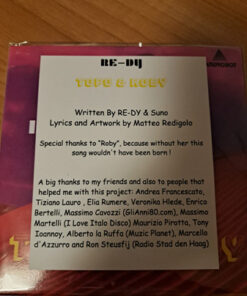 RE-DY
TOPO & ROBY
Written By RE-DY & Suno
Lyrics and Artwork by Matteo Redigolo
Special thanks to "Roby", because without her this
song wouldn't have been born !
A big thanks to my friends and also to people that
helped me with this project: Andrea Francescato,
Tiziano Lauro , Elia Rumere, Veronika Hlede, Enrico
Bertelli, Massimo Cavozzi (GliAnni80.com), Massimo
Martelli (I Love Italo Disco) Maurizio Pirotta, Tony
Ioannoy, Alberto la Ruffa (Muzic Planet), Marcello
d'Azzurro and Ron Steusfij (Radio Stad den Haag)